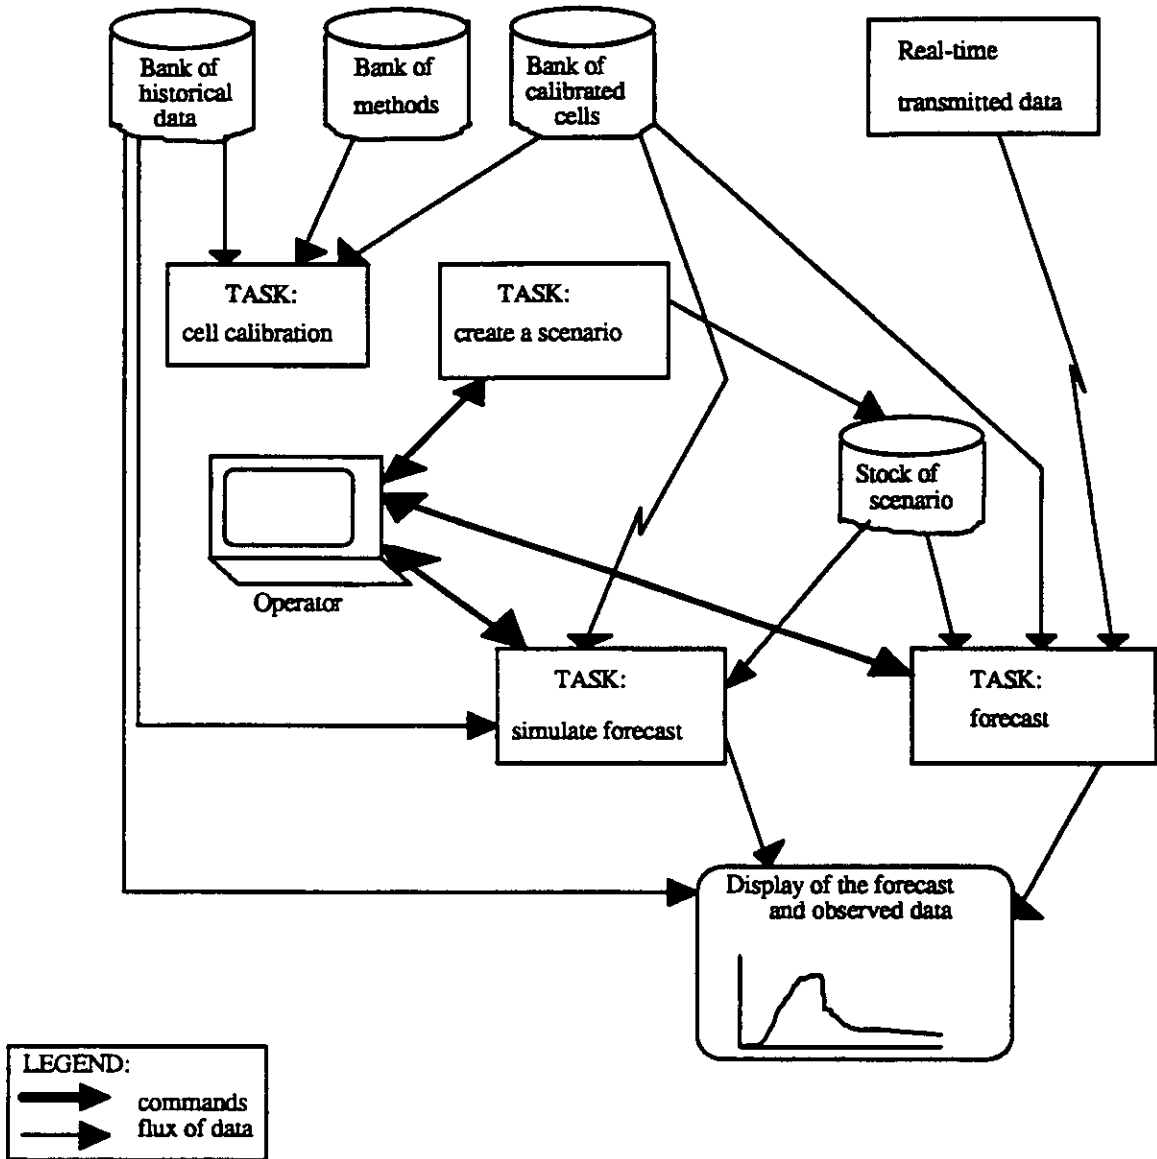 Bank of
historical
data
Bank of
methods
Bank of
calibrated
cells
Real-time
transmitted data
TASK:
cell calibration
TASK:
create a scenario
Stock of
scenario
Operator
TASK:
simulate forecast
TASK:
forecast
Display of the forecast
and observed data
LEGEND:
commands
flux of data